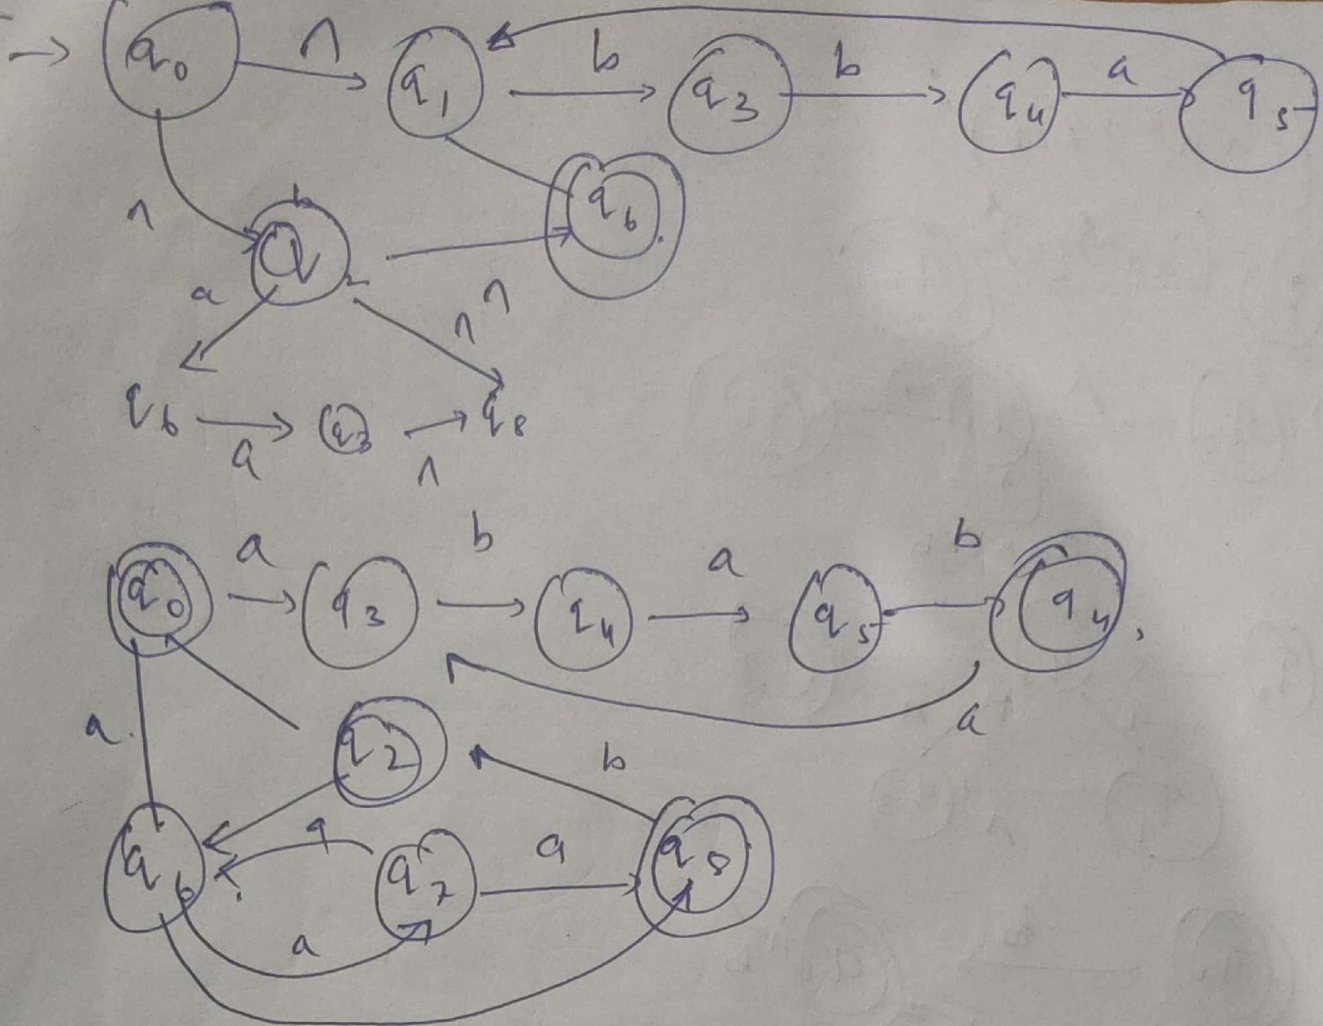 → q0 ∧ q1 b q3 b q4 a q5
∧ b q6
a ∧ ∧
q6 a q3 ∧ q8
q0 a q3 b q4 a q5 b q4
a q2 b a
q6 a q7 a q8
a